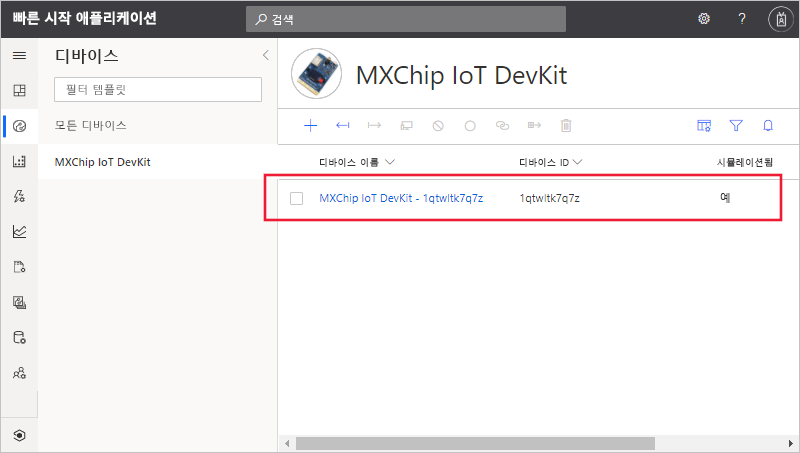 빠른 시작 애플리케이션
검색
?
디바이스
필터 템플릿
모든 디바이스
MXChip IoT DevKit
MXChip IoT DevKit
디바이스 이름 디바이스 ID 시뮬레이션됨
MXChip IoT DevKit - 1qtwltk7q7z 1qtwltk7q7z 예